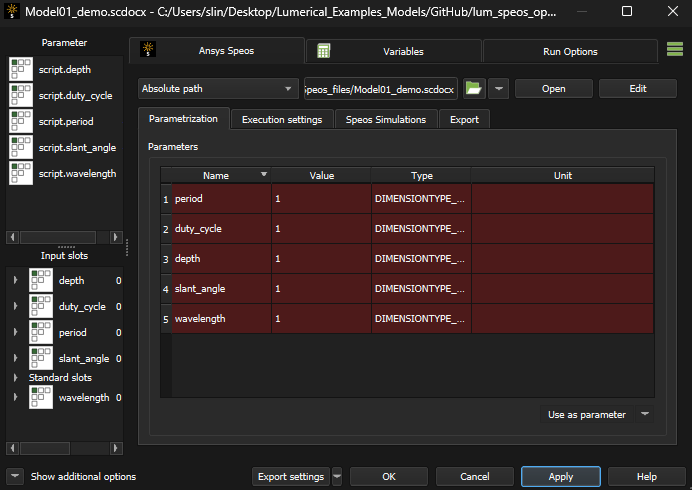 Model01_demo.scdocx - C:/Users/slin/Desktop/Lumerical_Examples_Models/GitHub/lum_speos_op...
Parameter
script.depth
script.duty_cycle
script.period
script.slant_angle
script.wavelength
Input slots
depth 0
duty_cycle 0
period 0
slant_angle 0
Standard slots
wavelength 0
Ansys Speos
Variables
Run Options
Absolute path
peos_files/Model01_demo.scdocx
Open
Edit
Parametrization
Execution settings
Speos Simulations
Export
Parameters
Name Value Type Unit
1 period 1 DIMENSIONTYPE_...
2 duty_cycle 1 DIMENSIONTYPE_...
3 depth 1 DIMENSIONTYPE_...
4 slant_angle 1 DIMENSIONTYPE_...
5 wavelength 1 DIMENSIONTYPE_...
Use as parameter
Show additional options
Export settings
OK
Cancel
Apply
Help